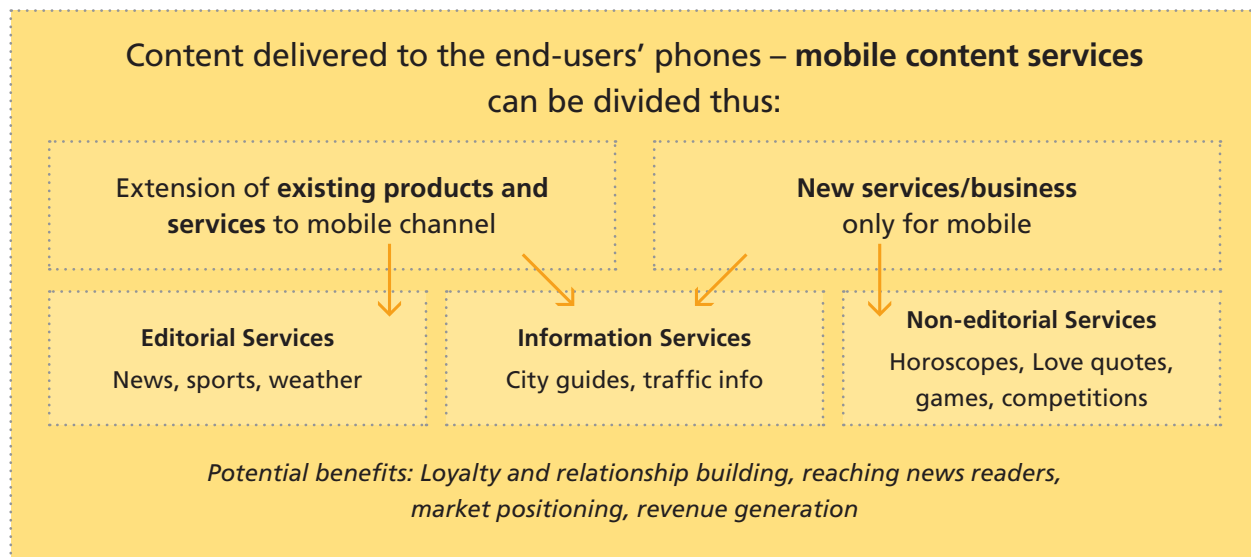 Content delivered to the end-users’ phones – mobile content services
can be divided thus:
Extension of existing products and
services to mobile channel
New services/business
only for mobile
Editorial Services
News, sports, weather
Information Services
City guides, traffic info
Non-editorial Services
Horoscopes, Love quotes,
games, competitions
Potential benefits: Loyalty and relationship building, reaching news readers,
market positioning, revenue generation